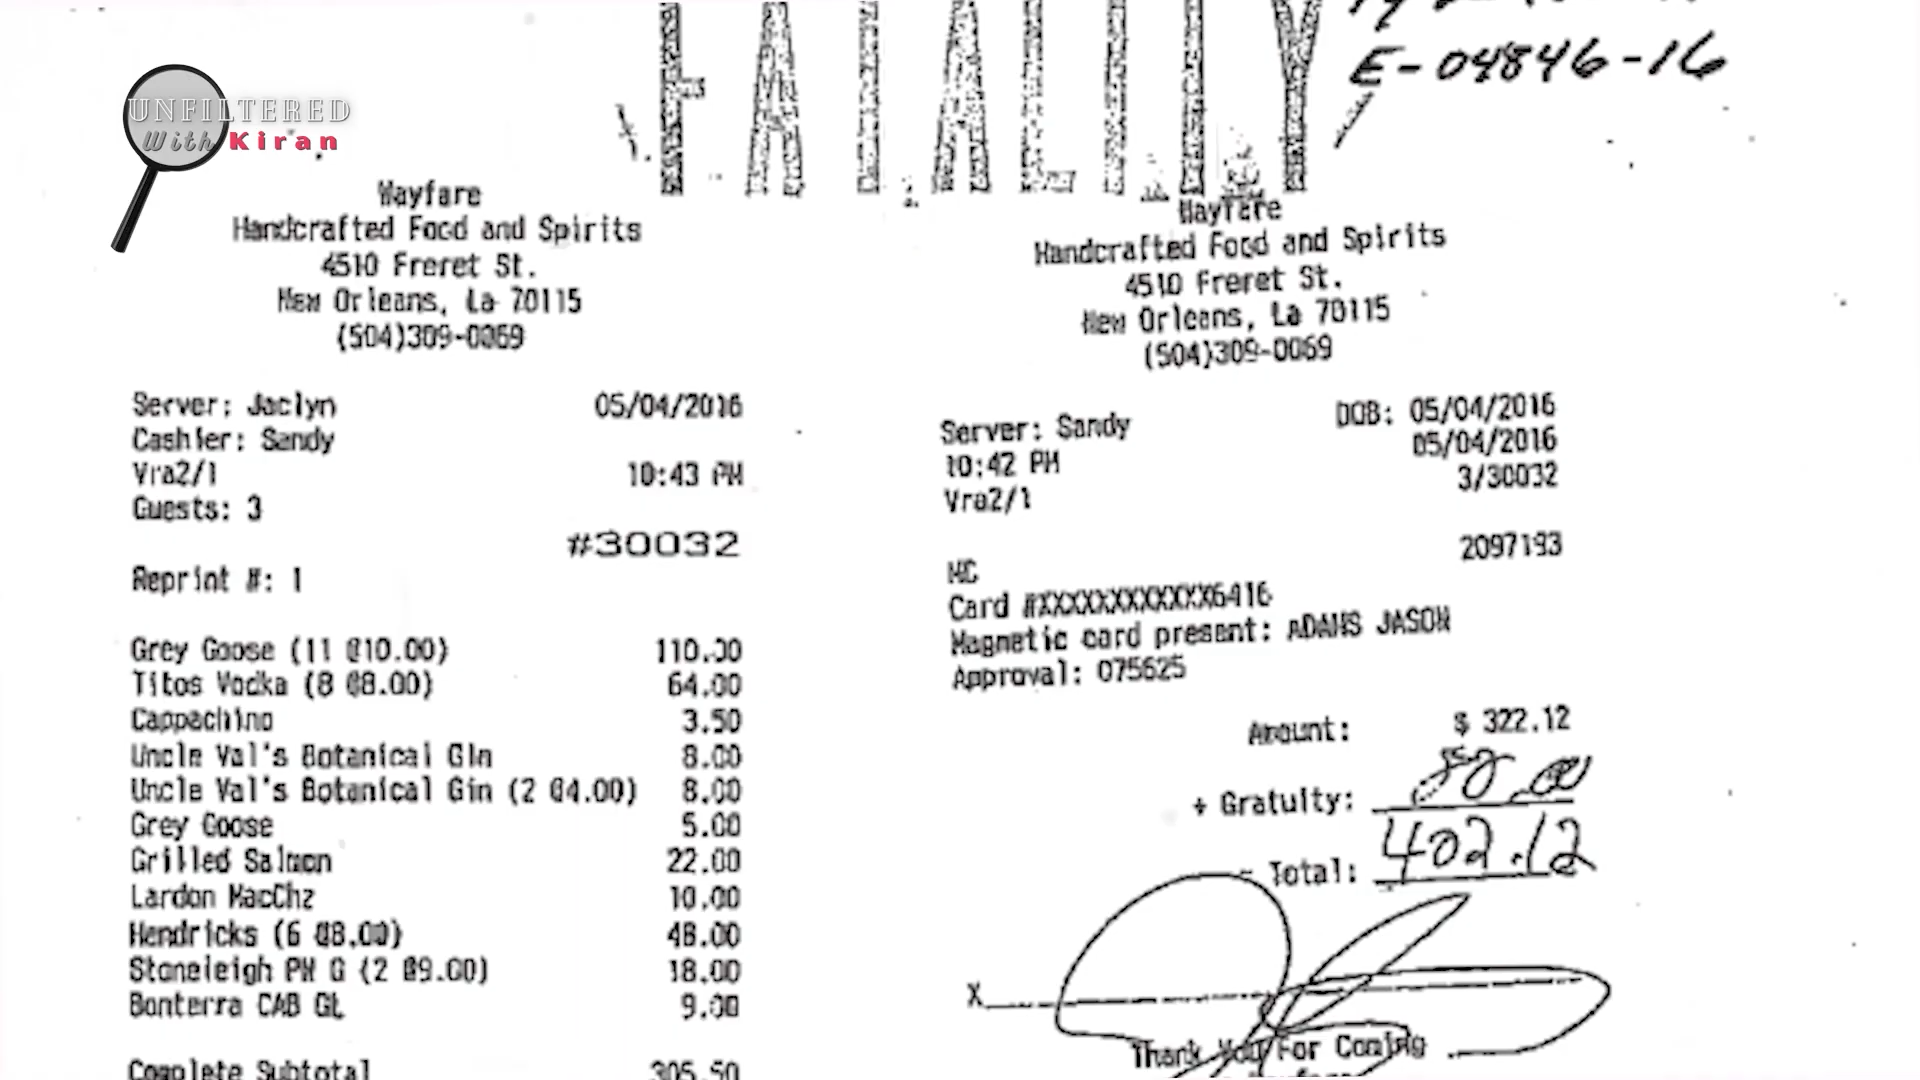 FATALITY
E-04846-16
UNFILTERED
With Kiran
Wayfare
Handcrafted Food and Spirits
4510 Freret St.
New Orleans, La 70115
(504)309-0069
Server: Jaclyn 05/04/2016
Cashier: Sandy
Vra2/1 10:43 PM
Guests: 3
#30032
Reprint #: 1
Grey Goose (11 @10.00) 110.00
Titos Vodka (8 @8.00) 64.00
Cappachino 3.50
Uncle Val's Botanical Gin 8.00
Uncle Val's Botanical Gin (2 @4.00) 8.00
Grey Goose 5.00
Grilled Salmon 22.00
Lardon MacChz 10.00
Hendricks (6 @8.00) 48.00
Stoneleigh PN G (2 @9.00) 18.00
Bonterra CAB GL 9.00
Complete Subtotal 305.50
Wayfare
Handcrafted Food and Spirits
4510 Freret St.
New Orleans, La 70115
(504)309-0069
Server: Sandy DOB: 05/04/2016
10:42 PM 05/04/2016
Vra2/1 3/30032
2097193
MC
Card #XXXXXXXXXXXX6416
Magnetic card present: ADAMS JASON
Approval: 075625
Amount: $ 322.12
+ Gratuity: 80.00
= Total: 402.12
X
Thank You For Coming